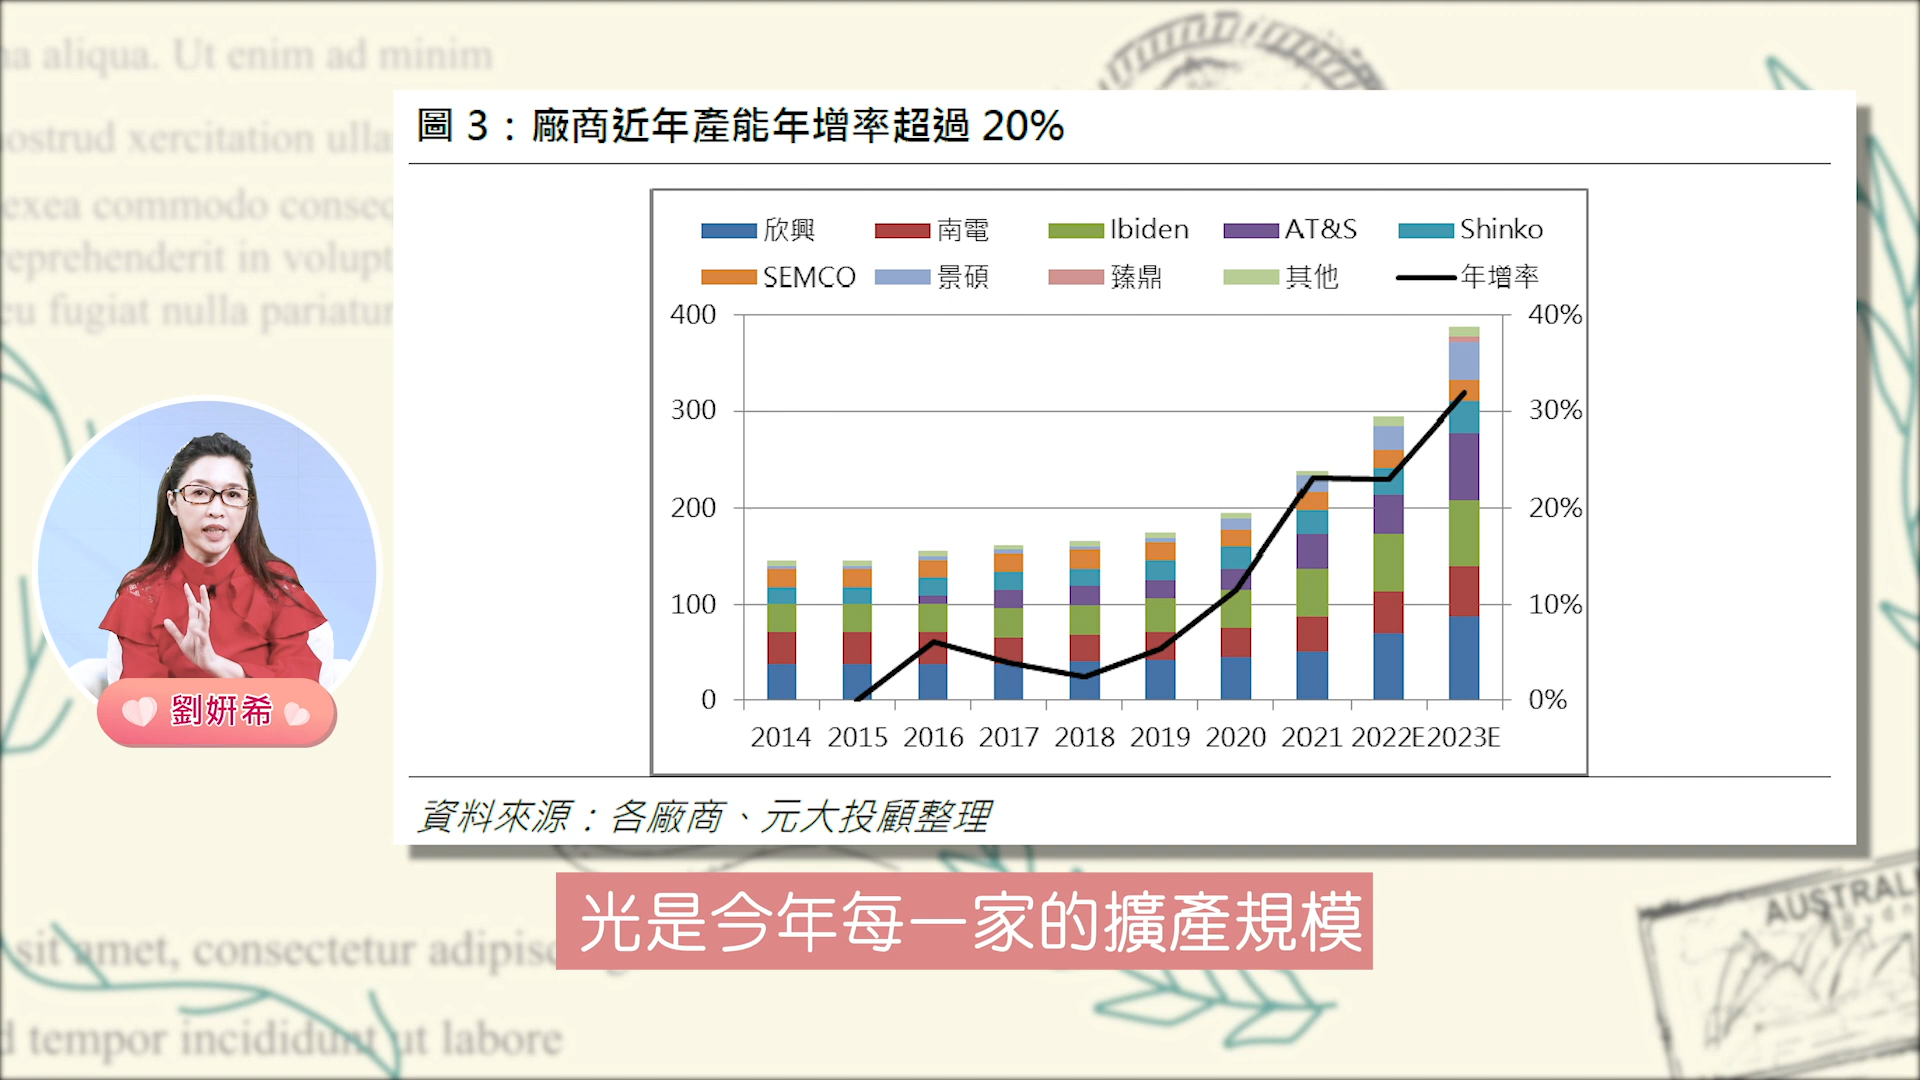 na aliqua. Ut enim ad minim
nostrud xercitation ulla
exea commodo consec
reprehenderit in volupt
eu fugiat nulla pariatur
圖 3：廠商近年產能年增率超過 20%
欣興 南電 Ibiden AT&S Shinko
SEMCO 景碩 臻鼎 其他 年增率
400 40%
300 30%
200 20%
100 10%
0 0%
2014 2015 2016 2017 2018 2019 2020 2021 2022E 2023E
資料來源：各廠商、元大投顧整理
劉妍希
光是今年每一家的擴產規模
sit amet, consectetur adipisc
d tempor incididunt ut labore
AUSTRAL